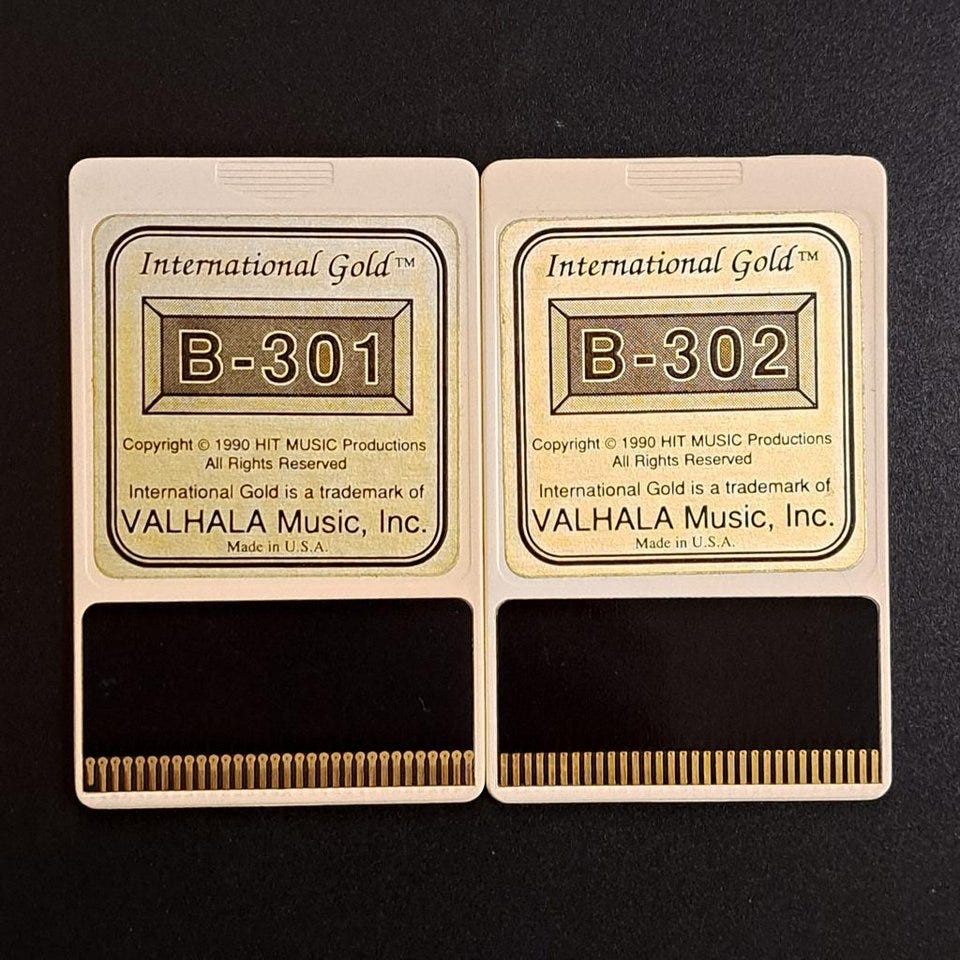 International Gold™
B-301
Copyright © 1990 HIT MUSIC Productions
All Rights Reserved
International Gold is a trademark of
VALHALA Music, Inc.
Made in U.S.A.
International Gold™
B-302
Copyright © 1990 HIT MUSIC Productions
All Rights Reserved
International Gold is a trademark of
VALHALA Music, Inc.
Made in U.S.A.